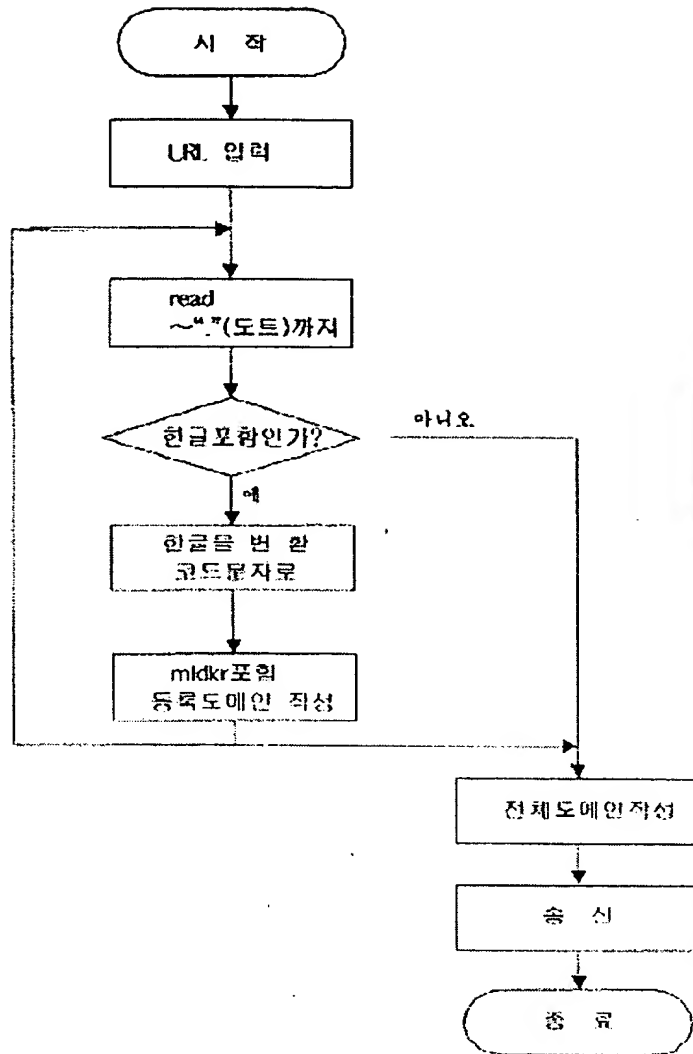 시 작
URL 입력
read
~"."(도트)까지
한글포함인가?
아니오
예
한글을 변 환
코드문자로
mldkr포함
등록도메인 작성
전체도메인작성
송 신
종 료